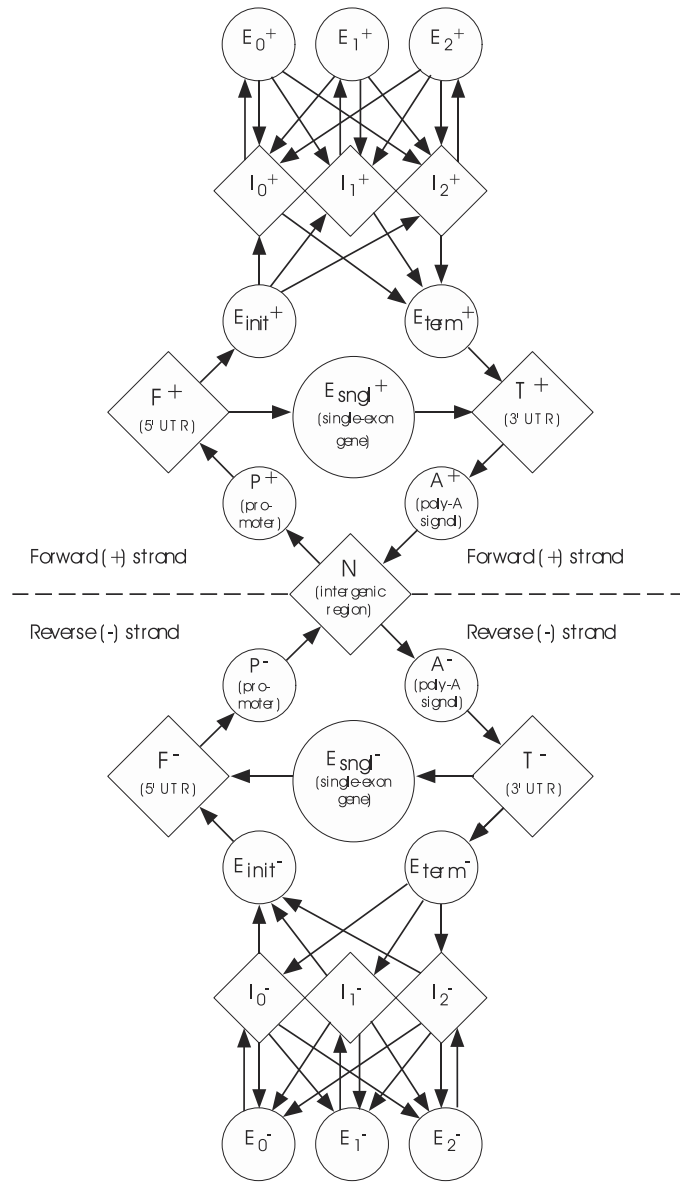 E0+ E1+ E2+
I0+ I1+ I2+
Einit+ Eterm+
F+
(5' UTR)
Esngl+
(single-exon
gene)
T+
(3' UTR)
P+
(pro-
moter)
A+
(poly-A
signal)
Forward (+) strand
Forward (+) strand
N
(intergenic
region)
Reverse (-) strand
Reverse (-) strand
P-
(pro-
moter)
A-
(poly-A
signal)
F-
(5' UTR)
Esngl-
(single-exon
gene)
T-
(3' UTR)
Einit- Eterm-
I0- I1- I2-
E0- E1- E2-